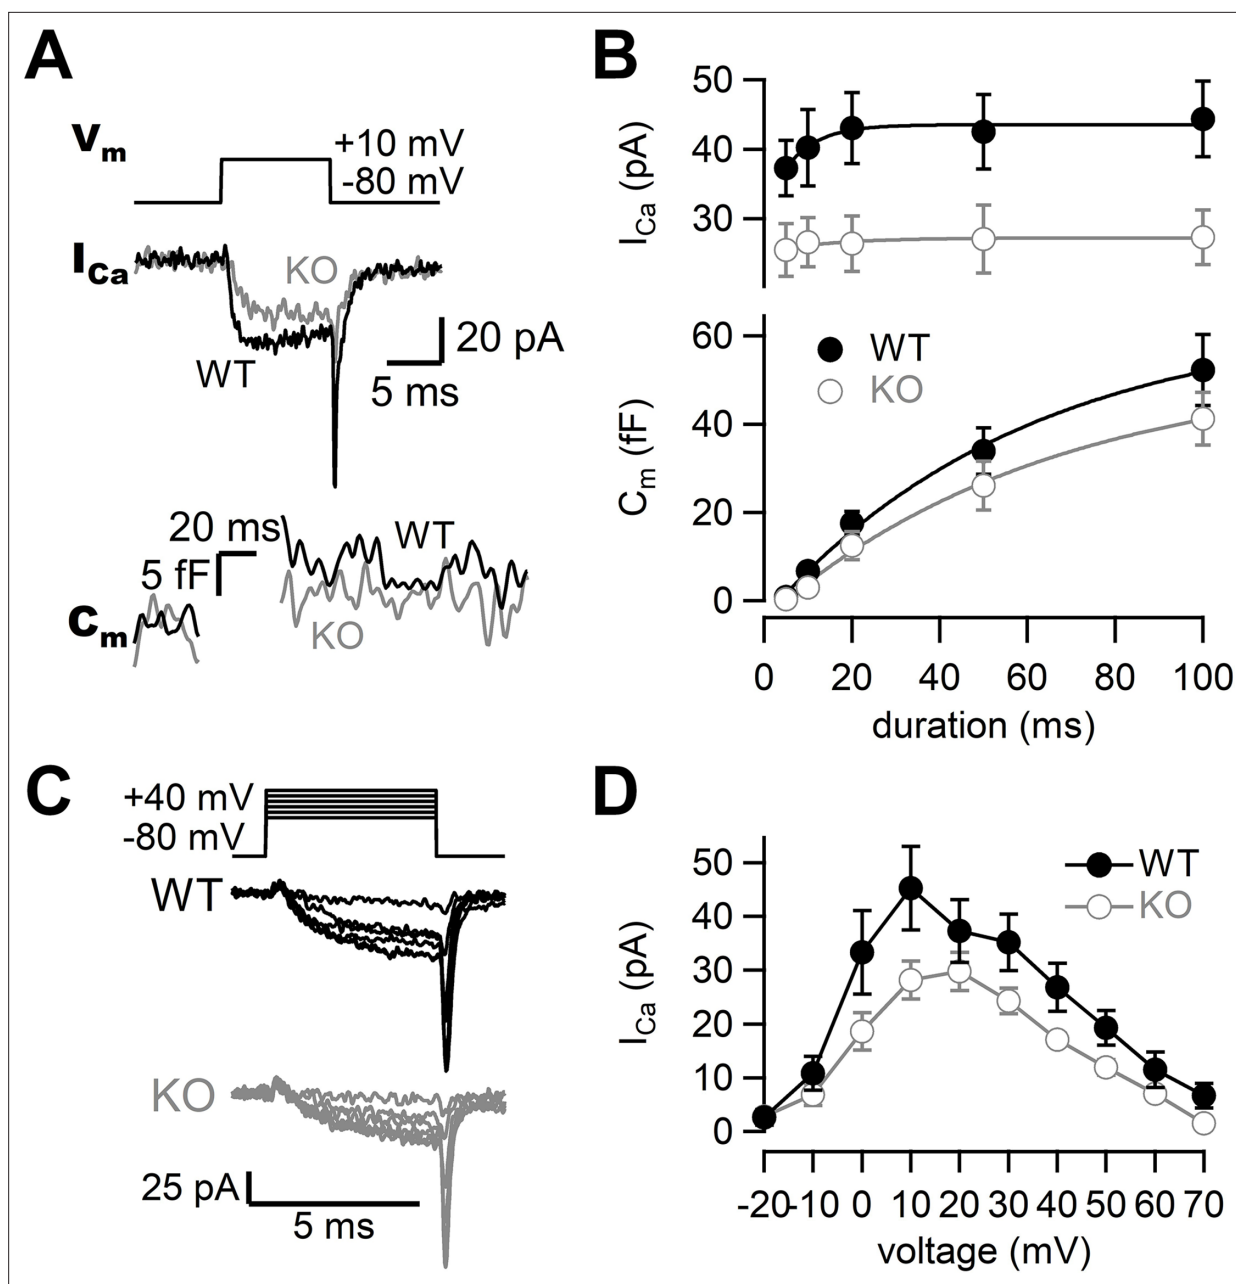 A
Vm
+10 mV
-80 mV
ICa
KO
WT
20 pA
5 ms
20 ms
5 fF
WT
KO
Cm
B
50
40
30
ICa (pA)
60
40
20
0
Cm (fF)
WT
KO
0 20 40 60 80 100
duration (ms)
C
+40 mV
-80 mV
WT
KO
25 pA
5 ms
D
50
40
30
20
10
0
ICa (pA)
WT
KO
-20 -10 0 10 20 30 40 50 60 70
voltage (mV)